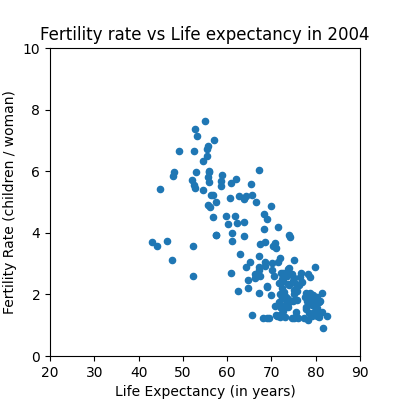 Fertility rate vs Life expectancy in 2004
10
8
6
4
2
0
Fertility Rate (children / woman)
20 30 40 50 60 70 80 90
Life Expectancy (in years)